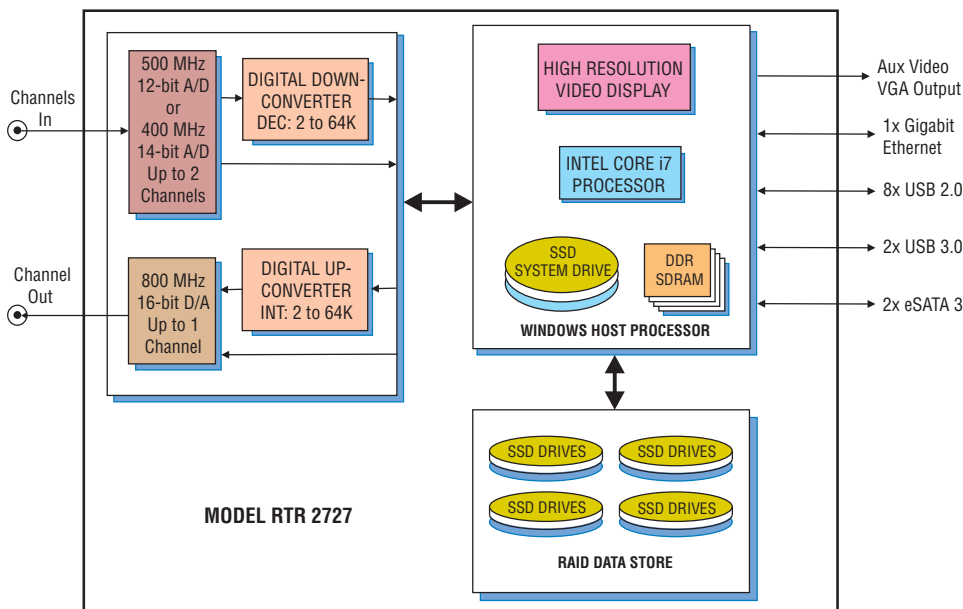 Channels
In
500 MHz
12-bit A/D
or
400 MHz
14-bit A/D
Up to 2
Channels
DIGITAL DOWN-
CONVERTER
DEC: 2 to 64K
Channel
Out
800 MHz
16-bit D/A
Up to 1
Channel
DIGITAL UP-
CONVERTER
INT: 2 to 64K
HIGH RESOLUTION
VIDEO DISPLAY
INTEL CORE i7
PROCESSOR
SSD
SYSTEM DRIVE
DDR
SDRAM
WINDOWS HOST PROCESSOR
Aux Video
VGA Output
1x Gigabit
Ethernet
8x USB 2.0
2x USB 3.0
2x eSATA 3
SSD DRIVES
SSD DRIVES
SSD DRIVES
SSD DRIVES
RAID DATA STORE
MODEL RTR 2727